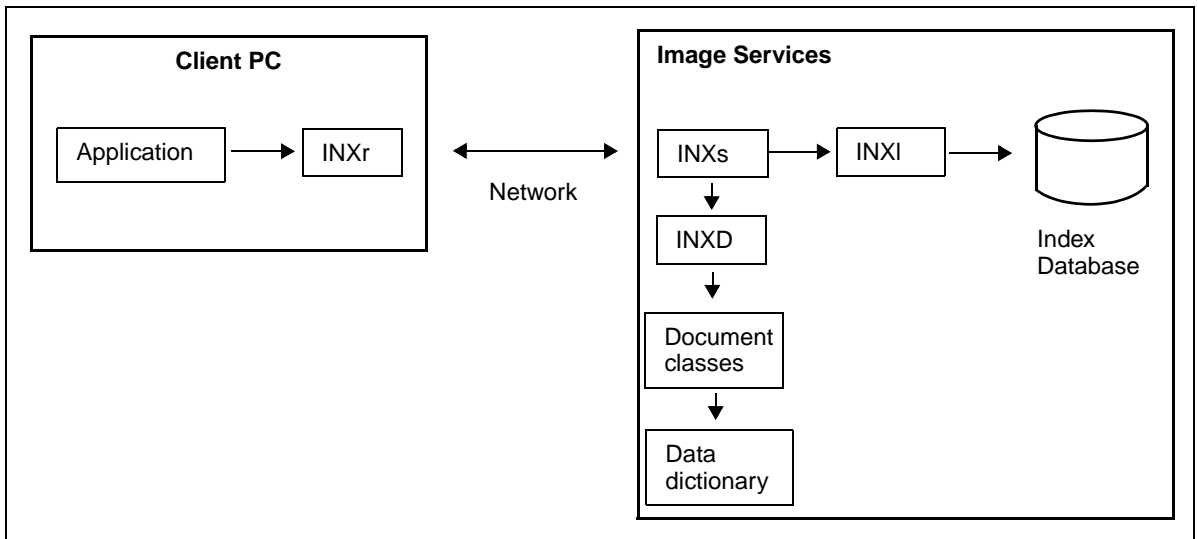 Client PC
Application
INXr
Network
Image Services
INXs
INXl
INXD
Document
classes
Data
dictionary
Index
Database